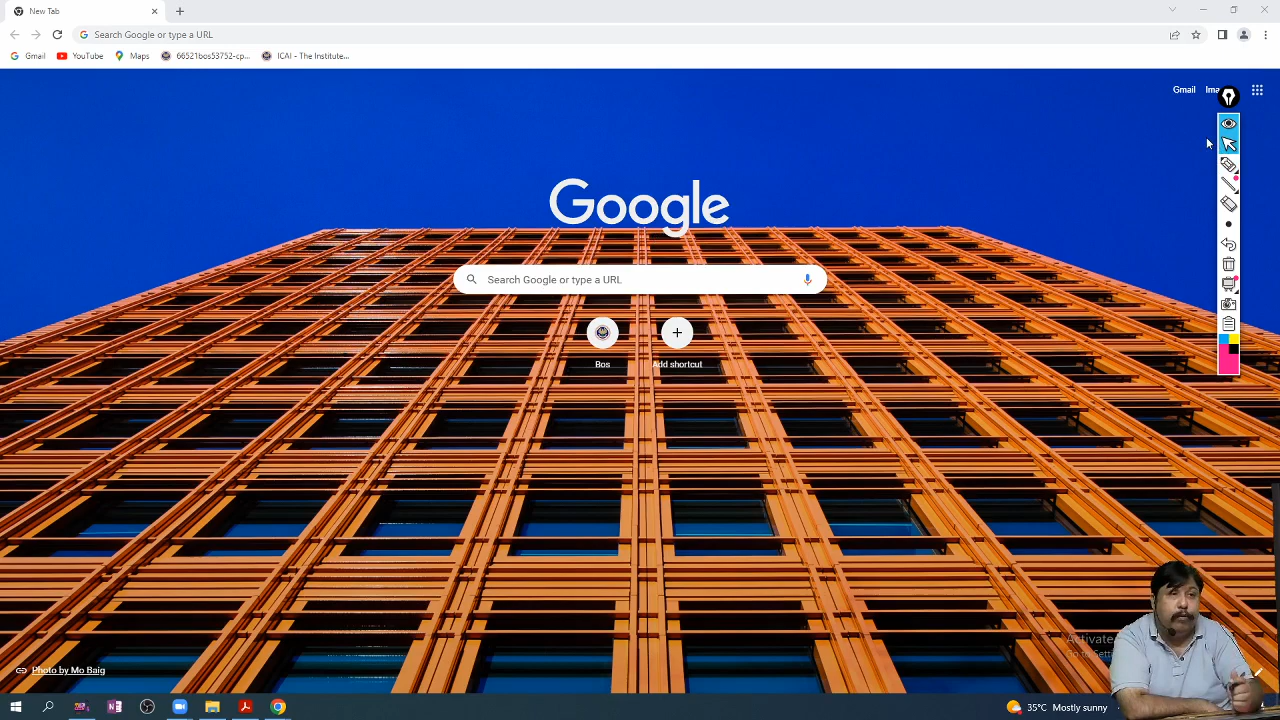 New Tab
Search Google or type a URL
Gmail
YouTube
Maps
66521bos53752-cp...
ICAI - The Institute...
Gmail
Google
Search Google or type a URL
Bos
Add shortcut
Photo by Mo Baig
Activate
35°C Mostly sunny